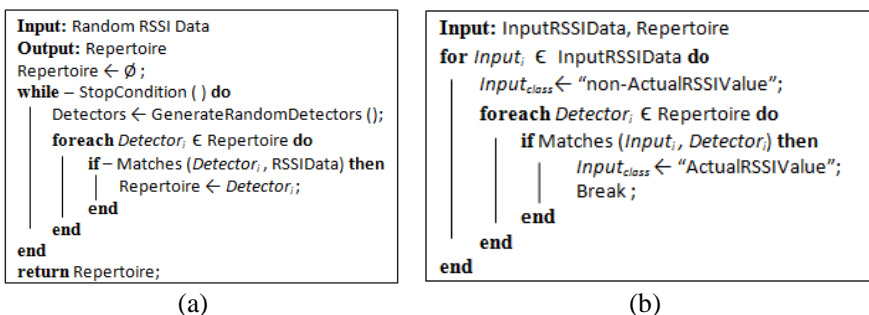 Input: Random RSSI Data
Output: Repertoire
Repertoire ← Ø ;
while – StopCondition ( ) do
Detectors ← GenerateRandomDetectors ();
foreach Detectorᵢ Є Repertoire do
if – Matches (Detectorᵢ , RSSIData) then
Repertoire ← Detectorᵢ;
end
end
end
return Repertoire;
(a)
Input: InputRSSIData, Repertoire
for Inputᵢ Є InputRSSIData do
Input_class ← “non-ActualRSSIValue”;
foreach Detectorᵢ Є Repertoire do
if Matches (Inputᵢ , Detectorᵢ) then
Input_class ← “ActualRSSIValue”;
Break ;
end
end
end
(b)